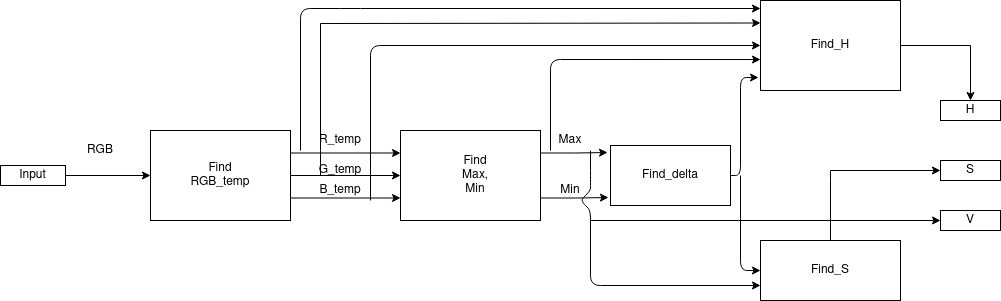 Find_H
H
R_temp
Max
RGB
Find
RGB_temp
Find
Max,
Min
Input
G_temp
Find_delta
S
B_temp
Min
V
Find_S